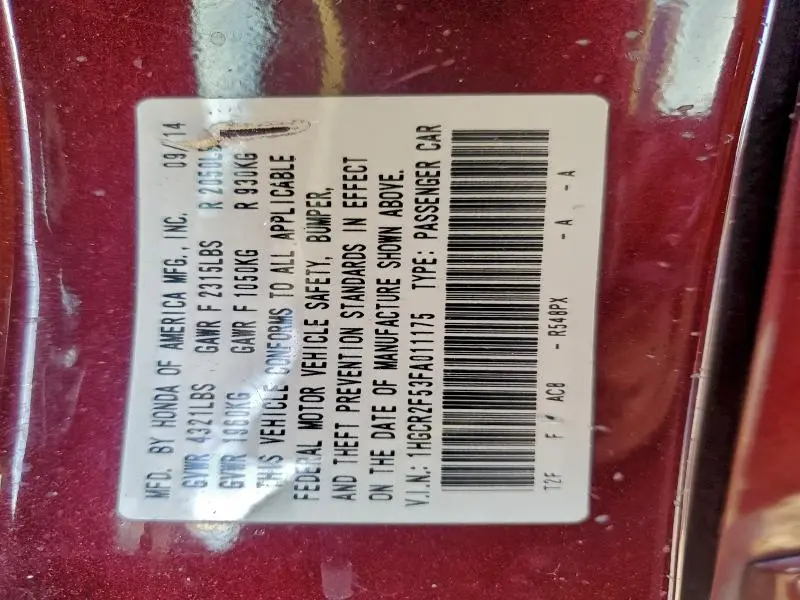 MFD. BY HONDA OF AMERICA MFG., INC. 09/14
GVWR 4321LBS GAWR F 2315LBS R 2050LBS
GVWR 1960KG GAWR F 1050KG R 930KG
THIS VEHICLE CONFORMS TO ALL APPLICABLE
FEDERAL MOTOR VEHICLE SAFETY, BUMPER,
AND THEFT PREVENTION STANDARDS IN EFFECT
ON THE DATE OF MANUFACTURE SHOWN ABOVE.
V.I.N.: 1HGCR2F53FA011175 TYPE: PASSENGER CAR
T2F F AC8 - R548PX - A - A